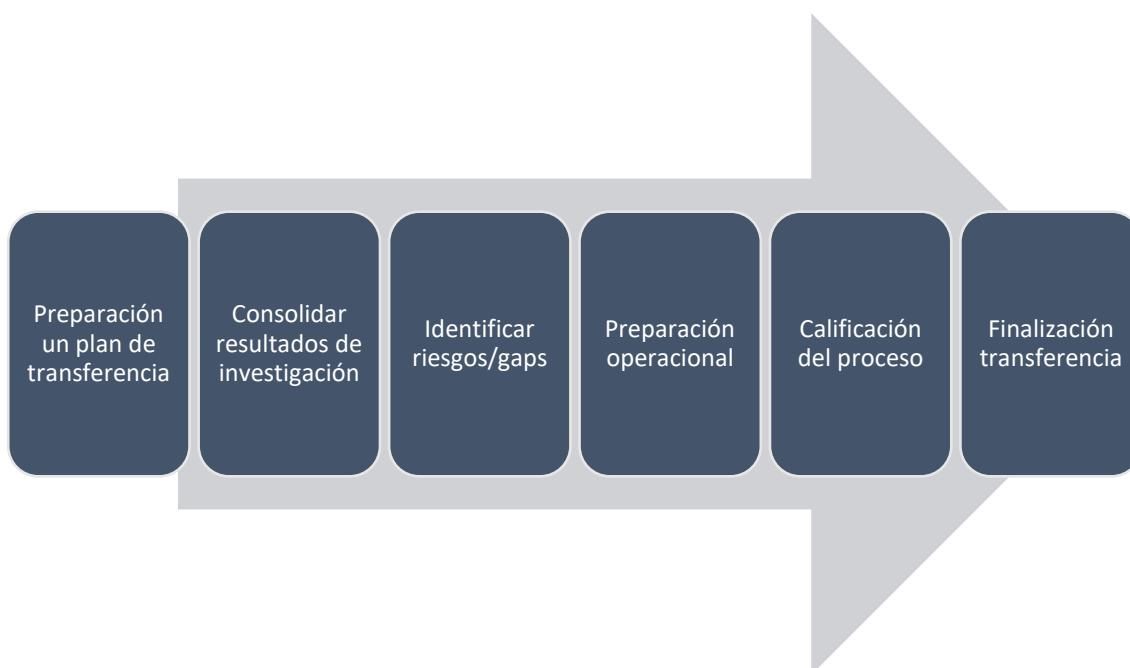 Preparación
un plan de
transferencia
Consolidar
resultados de
investigación
Identificar
riesgos/gaps
Preparación
operacional
Calificación
del proceso
Finalización
transferencia